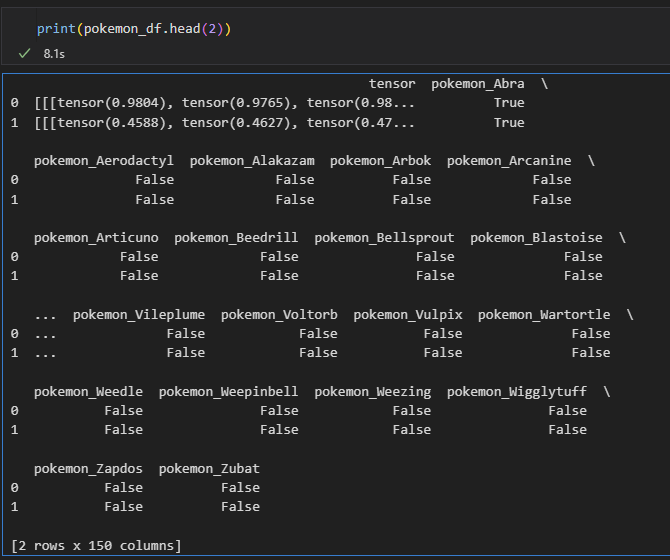 print(pokemon_df.head(2))
8.1s
tensor pokemon_Abra \
0 [[[tensor(0.9804), tensor(0.9765), tensor(0.98... True
1 [[[tensor(0.4588), tensor(0.4627), tensor(0.47... True
pokemon_Aerodactyl pokemon_Alakazam pokemon_Arbok pokemon_Arcanine \
0 False False False False
1 False False False False
pokemon_Articuno pokemon_Beedrill pokemon_Bellsprout pokemon_Blastoise \
0 False False False False
1 False False False False
... pokemon_Vileplume pokemon_Voltorb pokemon_Vulpix pokemon_Wartortle \
0 ... False False False False
1 ... False False False False
pokemon_Weedle pokemon_Weepinbell pokemon_Weezing pokemon_Wigglytuff \
0 False False False False
1 False False False False
pokemon_Zapdos pokemon_Zubat
0 False False
1 False False
[2 rows x 150 columns]